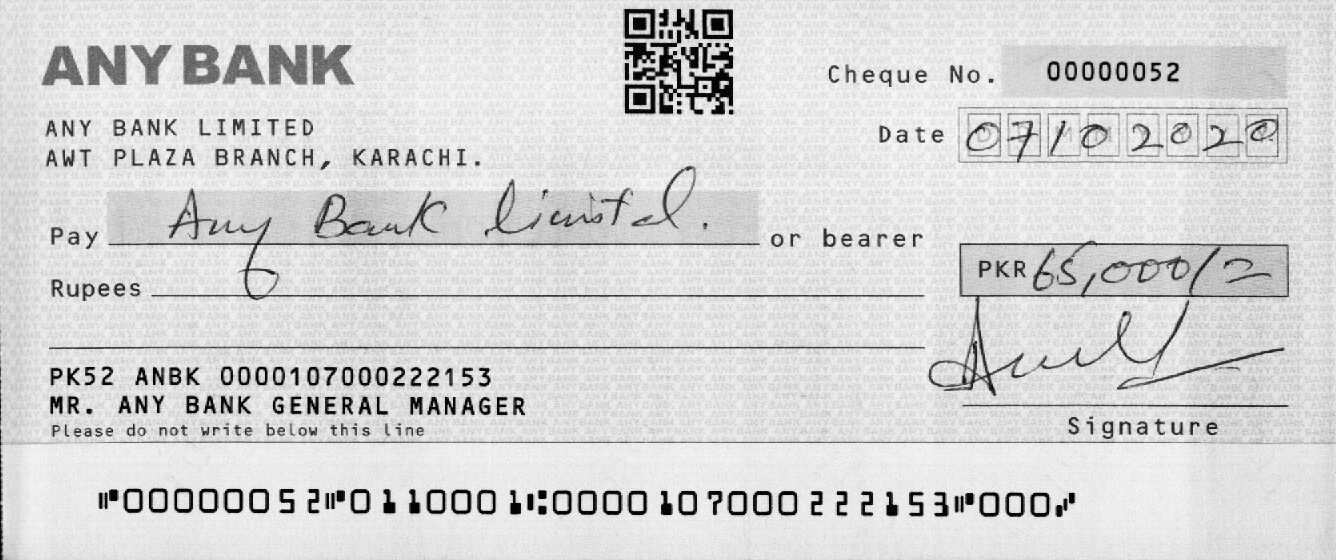 ANY BANK
Cheque No. 00000052
ANY BANK LIMITED
Date 07102020
AWT PLAZA BRANCH, KARACHI.
Pay Any Bank Limited. or bearer
Rupees
PKR 65,000/=
PK52 ANBK 0000107000222153
MR. ANY BANK GENERAL MANAGER
Please do not write below this line
Signature
⑈00000052⑈0110001⑆0000107000222153⑈000⑇